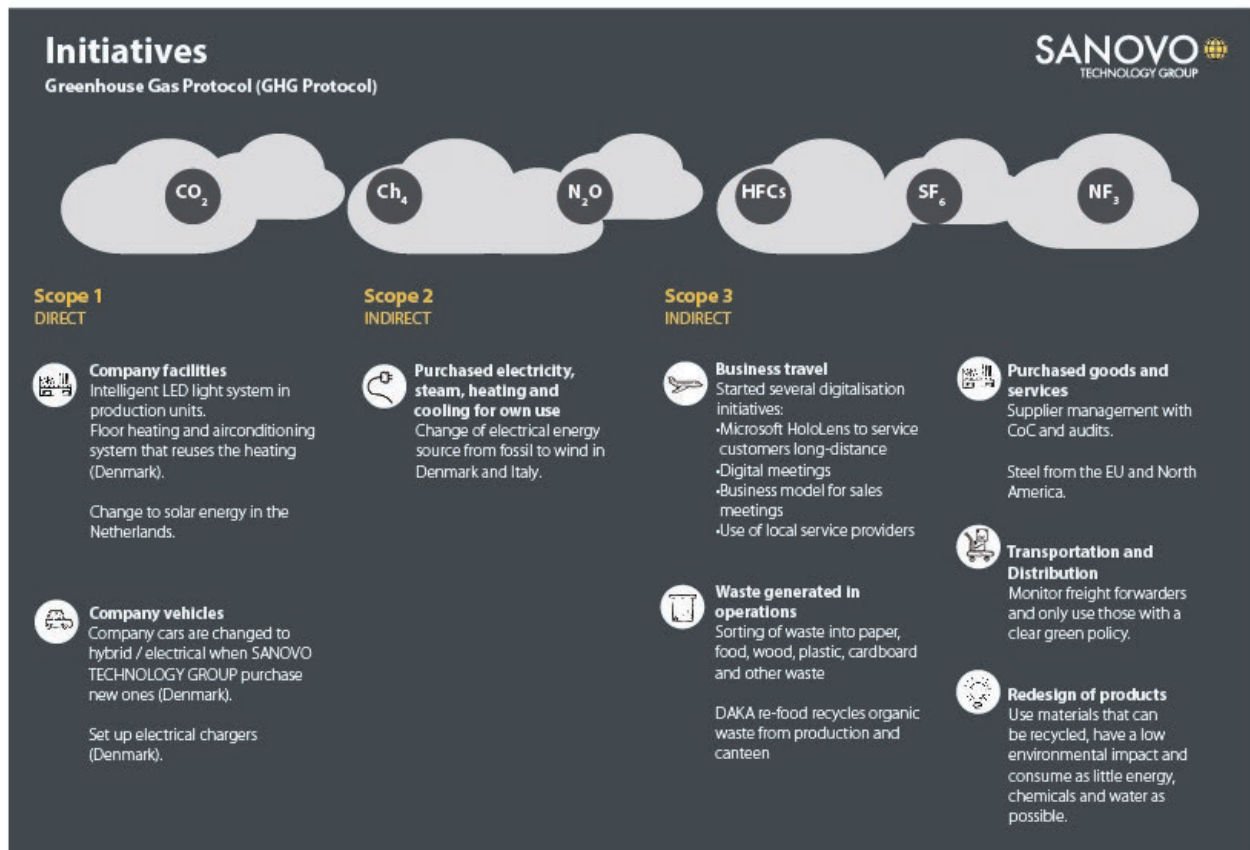 Initiatives
Greenhouse Gas Protocol (GHG Protocol)
SANOVO
TECHNOLOGY GROUP
CO₂
Ch₄
N₂O
HFCs
SF₆
NF₃
Scope 1
DIRECT
Company facilities
Intelligent LED light system in
production units.
Floor heating and airconditioning
system that reuses the heating
(Denmark).
Change to solar energy in the
Netherlands.
Company vehicles
Company cars are changed to
hybrid / electrical when SANOVO
TECHNOLOGY GROUP purchase
new ones (Denmark).
Set up electrical chargers
(Denmark).
Scope 2
INDIRECT
Purchased electricity,
steam, heating and
cooling for own use
Change of electrical energy
source from fossil to wind in
Denmark and Italy.
Scope 3
INDIRECT
Business travel
Started several digitalisation
initiatives:
•Microsoft HoloLens to service
customers long-distance
•Digital meetings
•Business model for sales
meetings
•Use of local service providers
Waste generated in
operations
Sorting of waste into paper,
food, wood, plastic, cardboard
and other waste
DAKA re-food recycles organic
waste from production and
canteen
Purchased goods and
services
Supplier management with
CoC and audits.
Steel from the EU and North
America.
Transportation and
Distribution
Monitor freight forwarders
and only use those with a
clear green policy.
Redesign of products
Use materials that can
be recycled, have a low
environmental impact and
consume as little energy,
chemicals and water as
possible.